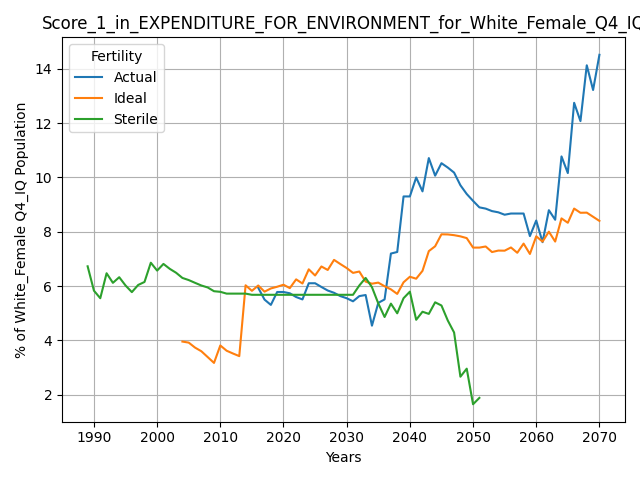 Score_1_in_EXPENDITURE_FOR_ENVIRONMENT_for_White_Female_Q4_IQ
Fertility
Actual
Ideal
Sterile
% of White_Female Q4_IQ Population
14
12
10
8
6
4
2
1990 2000 2010 2020 2030 2040 2050 2060 2070
Years